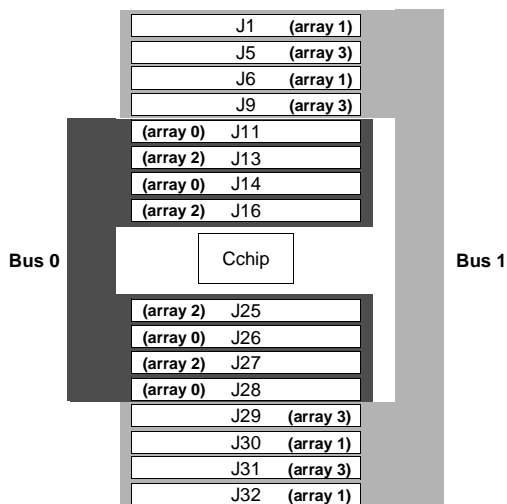 J1 (array 1)
J5 (array 3)
J6 (array 1)
J9 (array 3)
(array 0) J11
(array 2) J13
(array 0) J14
(array 2) J16
Bus 0
Cchip
Bus 1
(array 2) J25
(array 0) J26
(array 2) J27
(array 0) J28
J29 (array 3)
J30 (array 1)
J31 (array 3)
J32 (array 1)